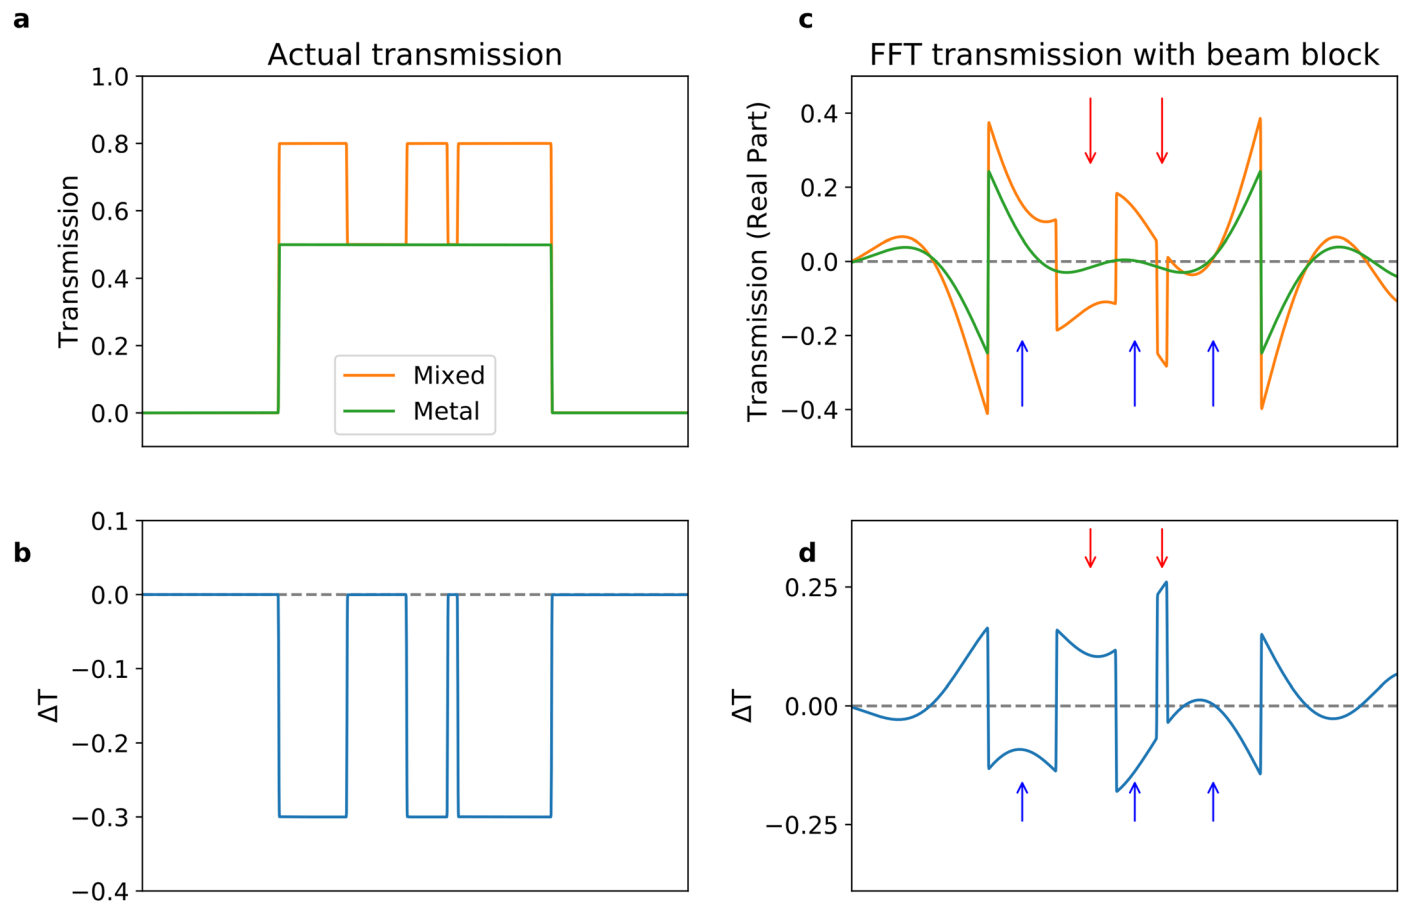 a
Actual transmission
1.0
0.8
0.6
0.4
0.2
0.0
Transmission
Mixed
Metal
c
FFT transmission with beam block
0.4
0.2
0.0
−0.2
−0.4
Transmission (Real Part)
b
0.1
0.0
−0.1
−0.2
−0.3
−0.4
ΔT
d
0.25
0.00
−0.25
ΔT